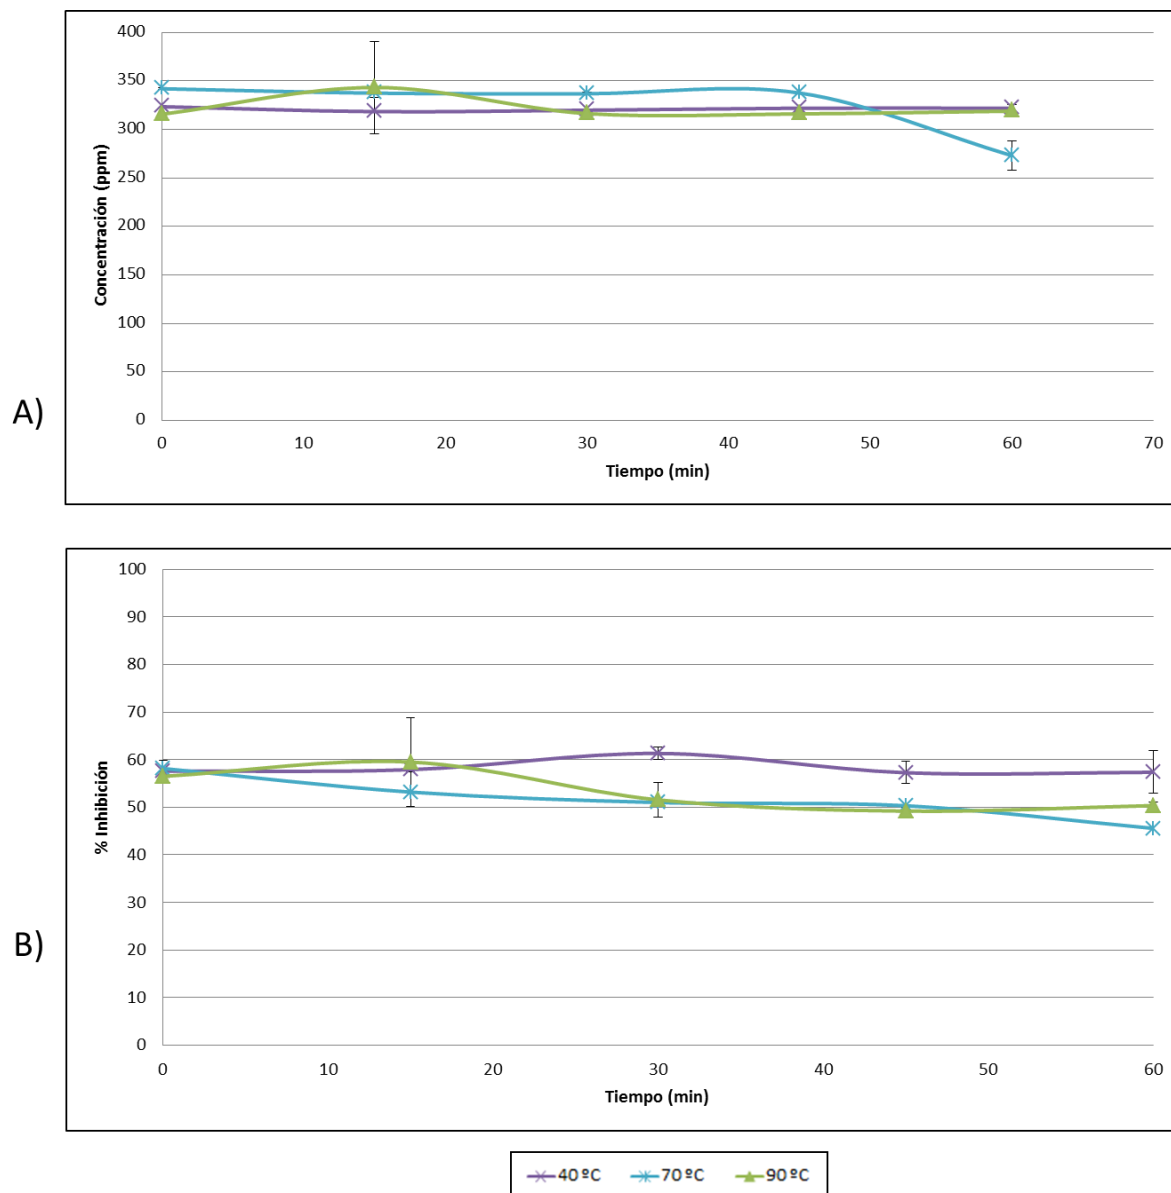 A)
Concentración (ppm)
400
350
300
250
200
150
100
50
0
0 10 20 30 40 50 60 70
Tiempo (min)
B)
% Inhibición
100
90
80
70
60
50
40
30
20
10
0
0 10 20 30 40 50 60
Tiempo (min)
40 ºC 70 ºC 90 ºC